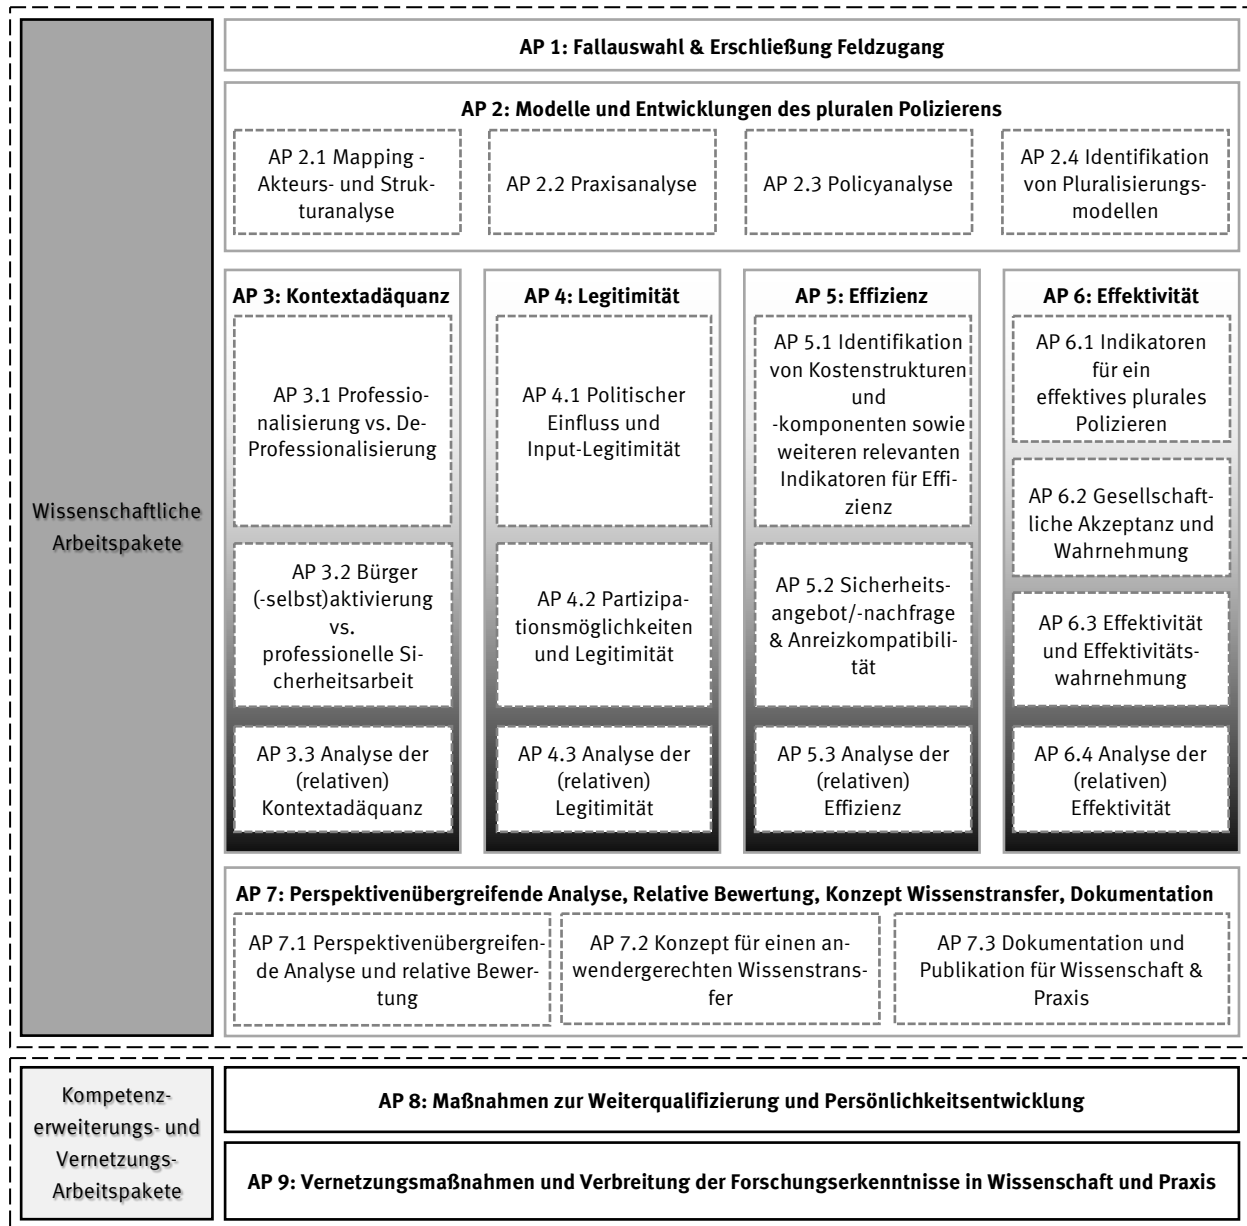 Wissenschaftliche
Arbeitspakete
AP 1: Fallauswahl & Erschließung Feldzugang
AP 2: Modelle und Entwicklungen des pluralen Polizierens
AP 2.1 Mapping -
Akteurs- und Struk-
turanalyse
AP 2.2 Praxisanalyse
AP 2.3 Policyanalyse
AP 2.4 Identifikation
von Pluralisierungs-
modellen
AP 3: Kontextadäquanz
AP 3.1 Professio-
nalisierung vs. De-
Professionalisierung
AP 3.2 Bürger
(-selbst)aktivierung
vs.
professionelle Si-
cherheitsarbeit
AP 3.3 Analyse der
(relativen)
Kontextadäquanz
AP 4: Legitimität
AP 4.1 Politischer
Einfluss und
Input-Legitimität
AP 4.2 Partizipa-
tionsmöglichkeiten
und Legitimität
AP 4.3 Analyse der
(relativen)
Legitimität
AP 5: Effizienz
AP 5.1 Identifikation
von Kostenstrukturen
und
-komponenten sowie
weiteren relevanten
Indikatoren für Effi-
zienz
AP 5.2 Sicherheits-
angebot/-nachfrage
& Anreizkompatibili-
tät
AP 5.3 Analyse der
(relativen)
Effizienz
AP 6: Effektivität
AP 6.1 Indikatoren
für ein
effektives plurales
Polizieren
AP 6.2 Gesellschaft-
liche Akzeptanz und
Wahrnehmung
AP 6.3 Effektivität
und Effektivitäts-
wahrnehmung
AP 6.4 Analyse der
(relativen)
Effektivität
AP 7: Perspektivenübergreifende Analyse, Relative Bewertung, Konzept Wissenstransfer, Dokumentation
AP 7.1 Perspektivenübergreifen-
de Analyse und relative Bewer-
tung
AP 7.2 Konzept für einen an-
wendergerechten Wissenstrans-
fer
AP 7.3 Dokumentation und
Publikation für Wissenschaft &
Praxis
Kompetenz-
erweiterungs- und
Vernetzungs-
Arbeitspakete
AP 8: Maßnahmen zur Weiterqualifizierung und Persönlichkeitsentwicklung
AP 9: Vernetzungsmaßnahmen und Verbreitung der Forschungserkenntnisse in Wissenschaft und Praxis